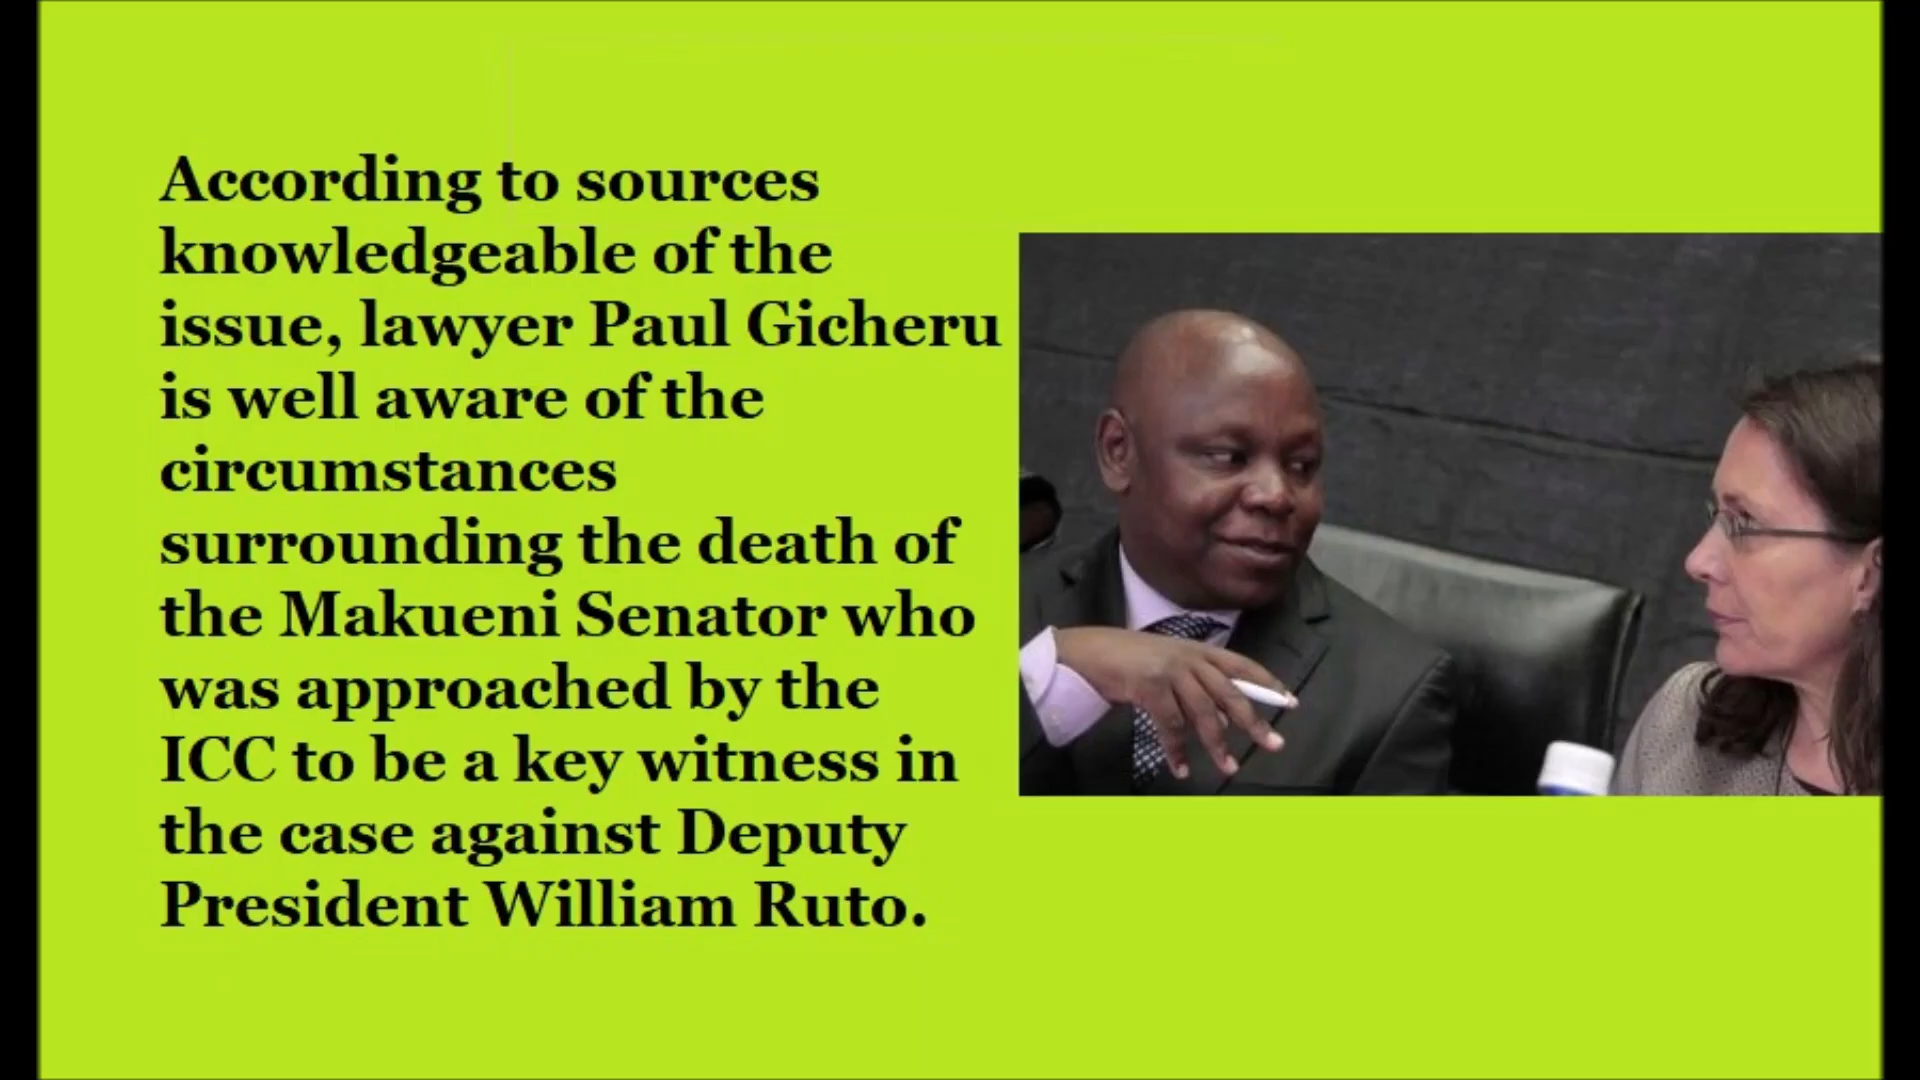 According to sources
knowledgeable of the
issue, lawyer Paul Gicheru
is well aware of the
circumstances
surrounding the death of
the Makueni Senator who
was approached by the
ICC to be a key witness in
the case against Deputy
President William Ruto.